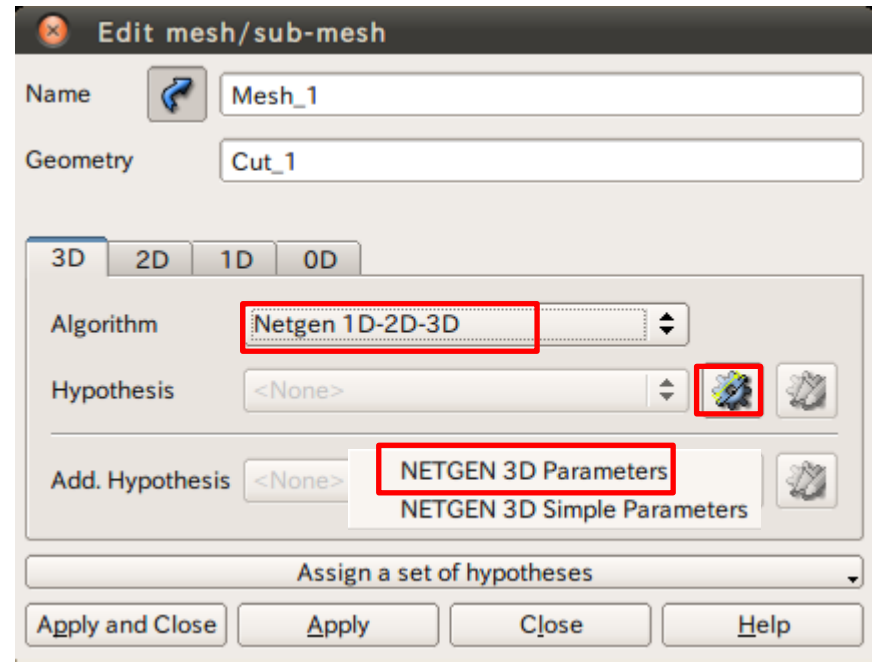 Edit mesh/sub-mesh
Name Mesh_1
Geometry Cut_1
3D 2D 1D 0D
Algorithm Netgen 1D-2D-3D
Hypothesis <None>
Add. Hypothesis <None> NETGEN 3D Parameters
NETGEN 3D Simple Parameters
Assign a set of hypotheses
Apply and Close Apply Close Help